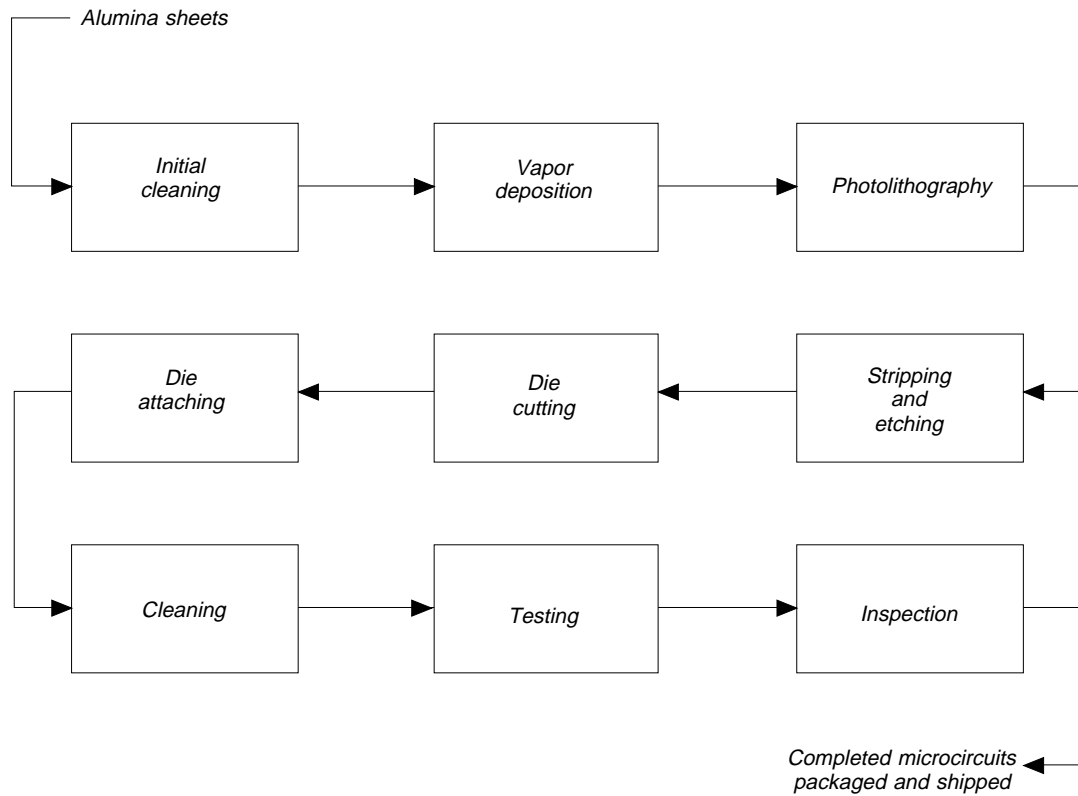 Alumina sheets
Initial
cleaning
Vapor
deposition
Photolithography
Stripping
and
etching
Die
cutting
Die
attaching
Cleaning
Testing
Inspection
Completed microcircuits
packaged and shipped